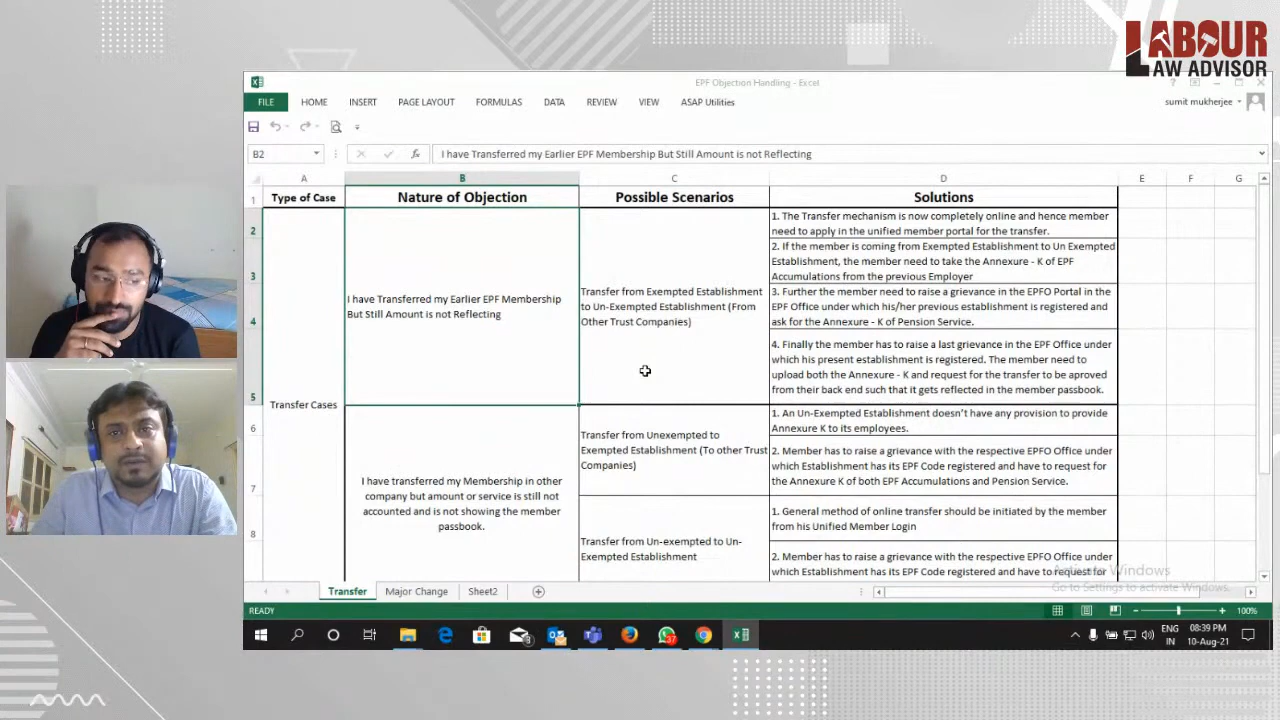 LABOUR
LAW ADVISOR
EPF Objection Handling - Excel
FILE HOME INSERT PAGE LAYOUT FORMULAS DATA REVIEW VIEW ASAP Utilities
sumit mukherjee
B2
I have Transferred my Earlier EPF Membership But Still Amount is not Reflecting
A B C D E F G
1 Type of Case Nature of Objection Possible Scenarios Solutions
2
3
4
5
6
7
8
Transfer Cases
I have Transferred my Earlier EPF Membership
But Still Amount is not Reflecting
Transfer from Exempted Establishment
to Un-Exempted Establishment (From
Other Trust Companies)
1. The Transfer mechanism is now completely online and hence member
need to apply in the unified member portal for the transfer.
2. If the member is coming from Exempted Establishment to Un Exempted
Establishment, the member need to take the Annexure - K of EPF
Accumulations from the previous Employer
3. Further the member need to raise a grievance in the EPFO Portal in the
EPF Office under which his/her previous establishment is registered and
ask for the Annexure - K of Pension Service.
4. Finally the member has to raise a last grievance in the EPF Office under
which his present establishment is registered. The member need to
upload both the Annexure - K and request for the transfer to be aproved
from their back end such that it gets reflected in the member passbook.
I have transferred my Membership in other
company but amount or service is still not
accounted and is not showing the member
passbook.
Transfer from Unexempted to
Exempted Establishment (To other Trust
Companies)
1. An Un-Exempted Establishment doesn't have any provision to provide
Annexure K to its employees.
2. Member has to raise a grievance with the respective EPFO Office under
which Establishment has its EPF Code registered and have to request for
the Annexure K of both EPF Accumulations and Pension Service.
Transfer from Un-exempted to Un-
Exempted Establishment
1. General method of online transfer should be initiated by the member
from his Unified Member Login
2. Member has to raise a grievance with the respective EPFO Office under
which Establishment has its EPF Code registered and have to request for
Activate Windows
Go to Settings to activate Windows.
Transfer Major Change Sheet2
READY
100%
ENG
IN
08:39 PM
10-Aug-21